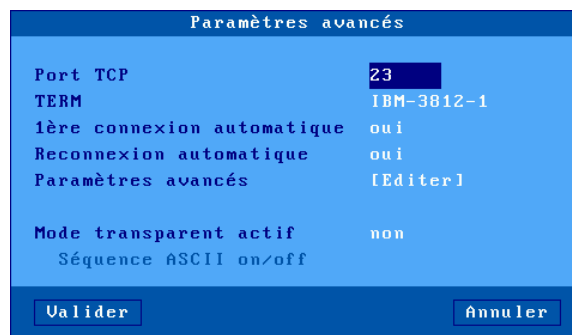 Paramètres avancés
Port TCP 23
TERM IBM-3812-1
1ère connexion automatique oui
Reconnexion automatique oui
Paramètres avancés [Editer]
Mode transparent actif non
Séquence ASCII on/off
Valider Annuler